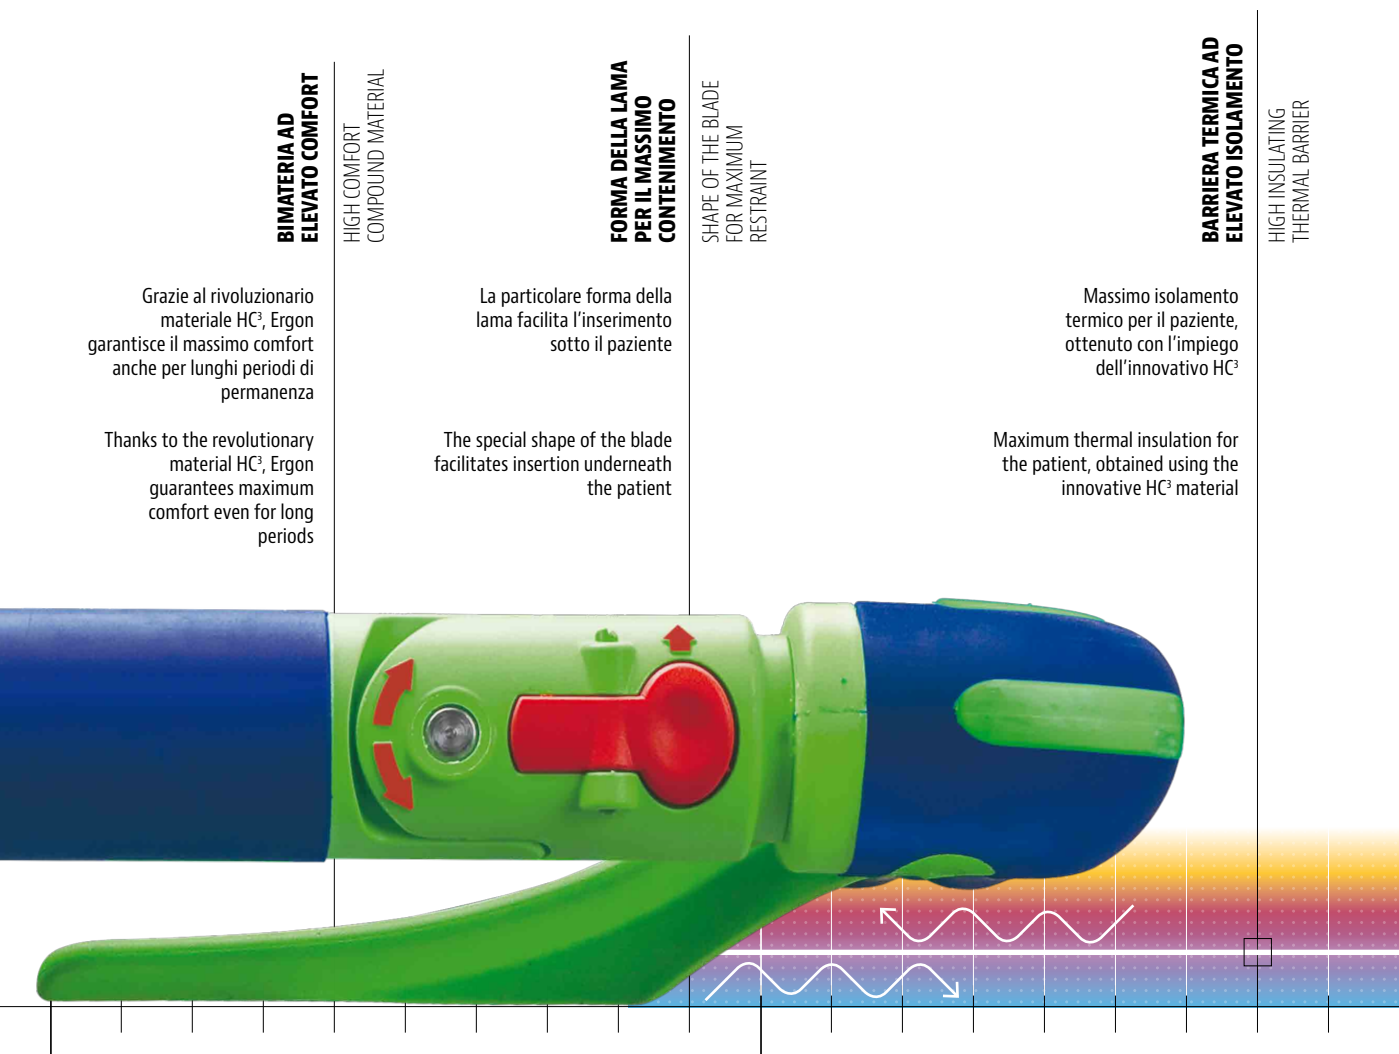 BIMATERIA AD
ELEVATO COMFORT
HIGH COMFORT
COMPOUND MATERIAL
Grazie al rivoluzionario
materiale HC³, Ergon
garantisce il massimo comfort
anche per lunghi periodi di
permanenza
Thanks to the revolutionary
material HC³, Ergon
guarantees maximum
comfort even for long
periods
FORMA DELLA LAMA
PER IL MASSIMO
CONTENIMENTO
SHAPE OF THE BLADE
FOR MAXIMUM
RESTRAINT
La particolare forma della
lama facilita l’inserimento
sotto il paziente
The special shape of the blade
facilitates insertion underneath
the patient
BARRIERA TERMICA AD
ELEVATO ISOLAMENTO
HIGH INSULATING
THERMAL BARRIER
Massimo isolamento
termico per il paziente,
ottenuto con l’impiego
dell’innovativo HC³
Maximum thermal insulation for
the patient, obtained using the
innovative HC³ material